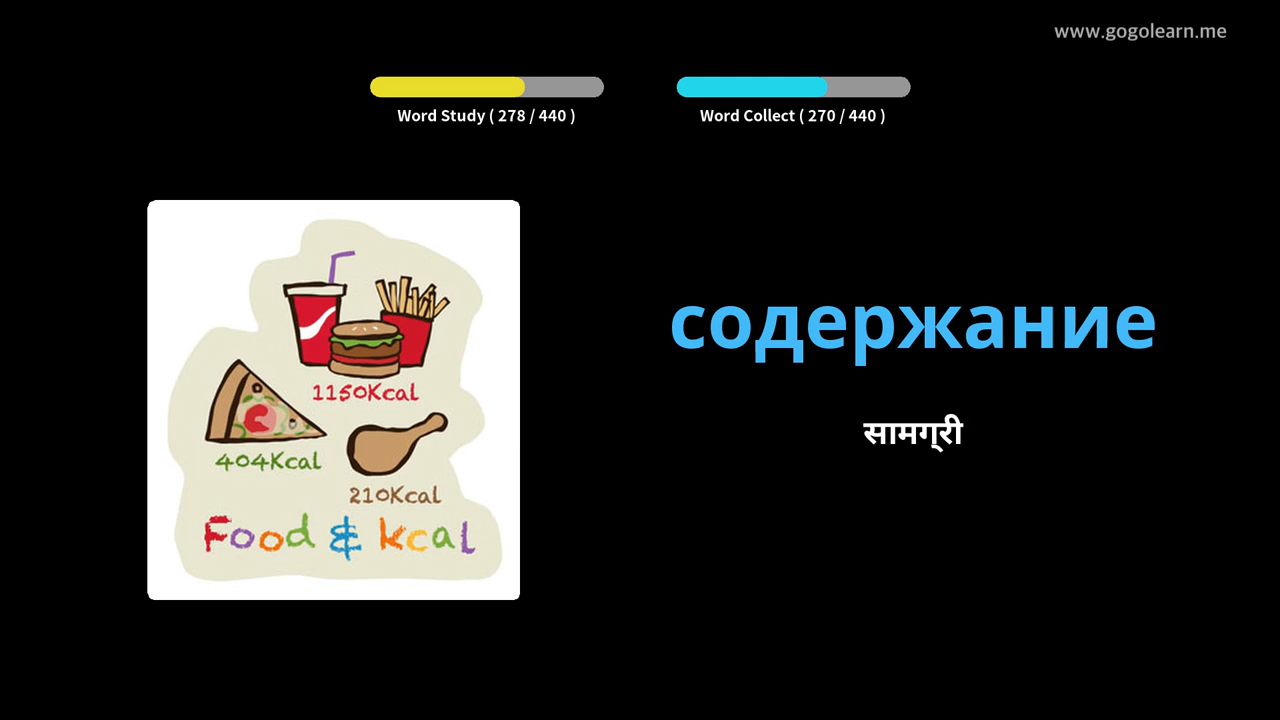 www.gogolearn.me
Word Study ( 278 / 440 )
Word Collect ( 270 / 440 )
1150Kcal
404Kcal
210Kcal
Food & kcal
содержание
सामग्री